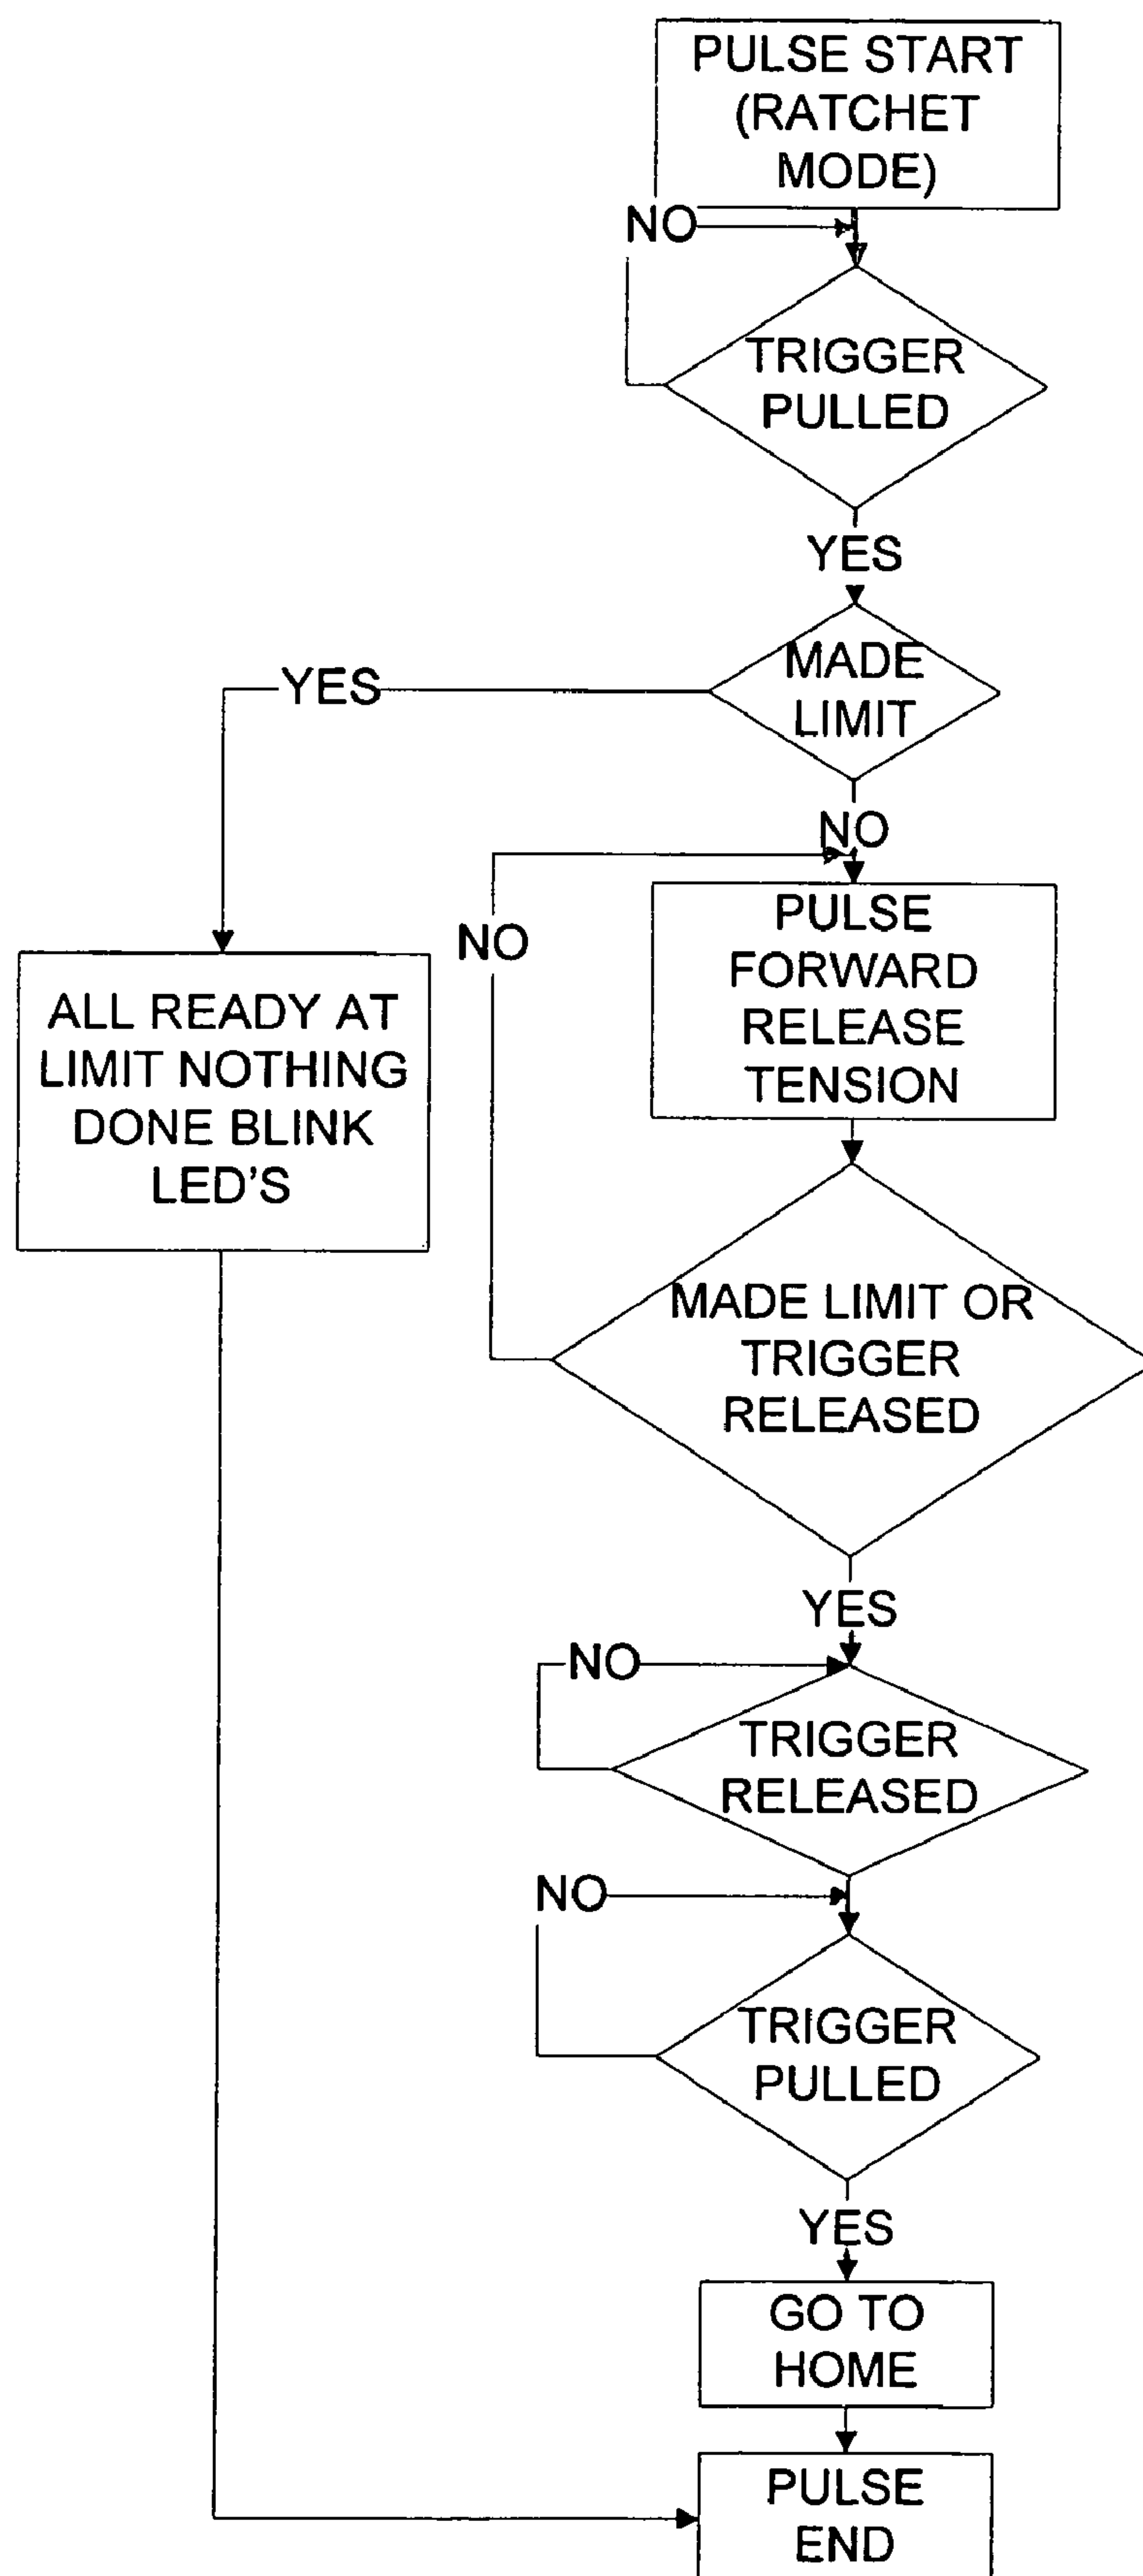 PULSE START
(RATCHET
MODE)
NO
TRIGGER
PULLED
YES
MADE
LIMIT
YES
NO
PULSE
FORWARD
RELEASE
TENSION
NO
ALL READY AT
LIMIT NOTHING
DONE BLINK
LED'S
MADE LIMIT OR
TRIGGER
RELEASED
YES
NO
TRIGGER
RELEASED
NO
TRIGGER
PULLED
YES
GO TO
HOME
PULSE
END